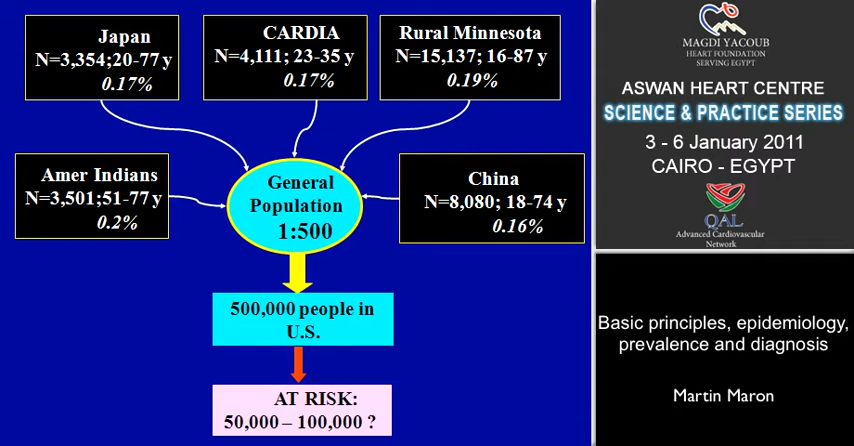 Japan
N=3,354;20-77 y
0.17%
CARDIA
N=4,111; 23-35 y
0.17%
Rural Minnesota
N=15,137; 16-87 y
0.19%
Amer Indians
N=3,501;51-77 y
0.2%
General
Population
1:500
China
N=8,080; 18-74 y
0.16%
500,000 people in
U.S.
AT RISK:
50,000 – 100,000 ?
MAGDI YACOUB
HEART FOUNDATION
SERVING EGYPT
ASWAN HEART CENTRE
SCIENCE & PRACTICE SERIES
3 - 6 January 2011
CAIRO - EGYPT
QAL
Advanced Cardiovascular
Network
Basic principles, epidemiology,
prevalence and diagnosis
Martin Maron